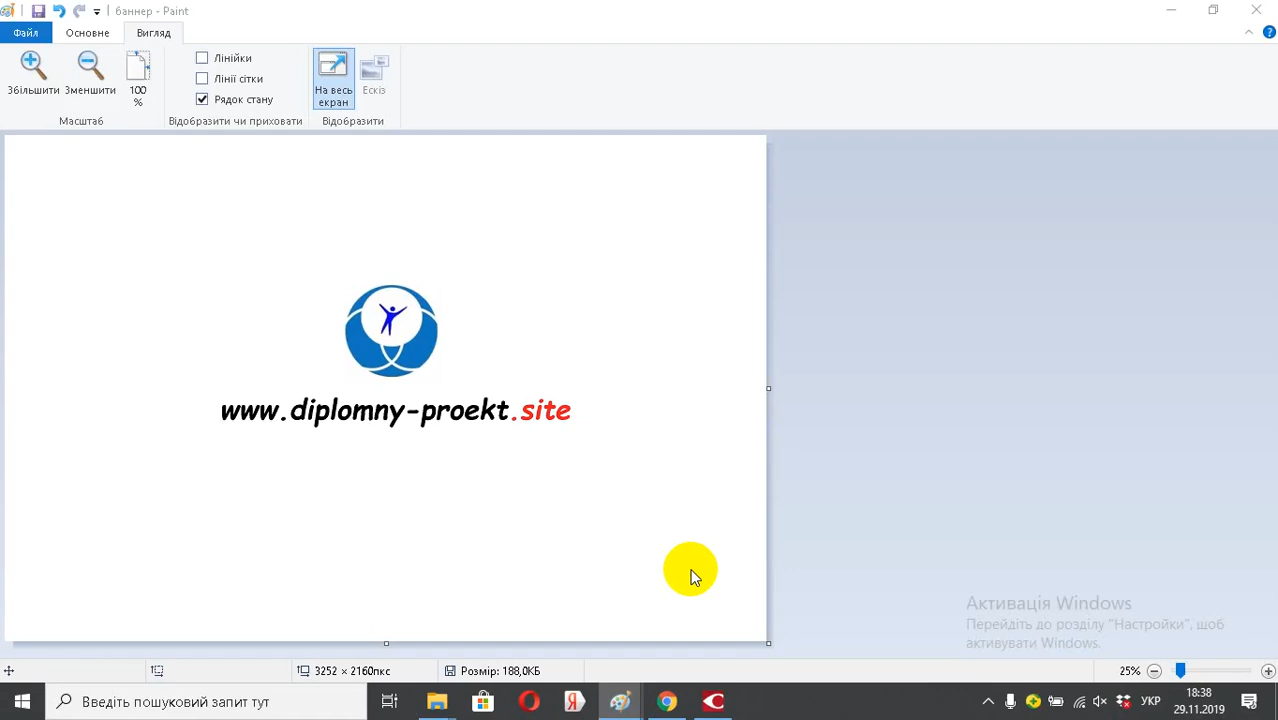 баннер - Paint
Файл Основне Вигляд
Збільшити Зменшити 100 %
Лінійки
Лінії сітки
Рядок стану
На весь екран
Ескіз
Масштаб Відобразити чи приховати Відобразити
www.diplomny-proekt.site
Активація Windows
Перейдіть до розділу "Настройки", щоб
активувати Windows.
3252 × 2160пкс Розмір: 188,0КБ 25%
Введіть пошуковий запит тут
УКР
18:38
29.11.2019